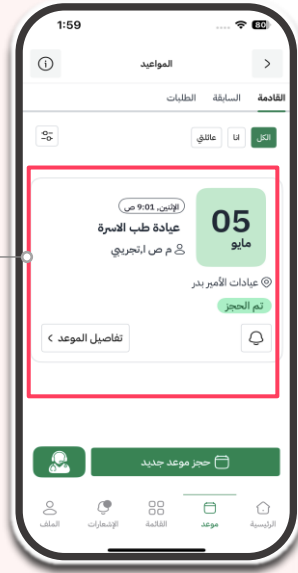 1:59
80
المواعيد
القادمة السابقة الطلبات
الكل انا عائلتي
05
مايو
الإثنين, 9:01 ص
عيادة طب الاسرة
م ص ا,تجريبي
عيادات الأمير بدر
تم الحجز
تفاصيل الموعد
حجز موعد جديد
الرئيسية موعد القائمة الإشعارات الملف